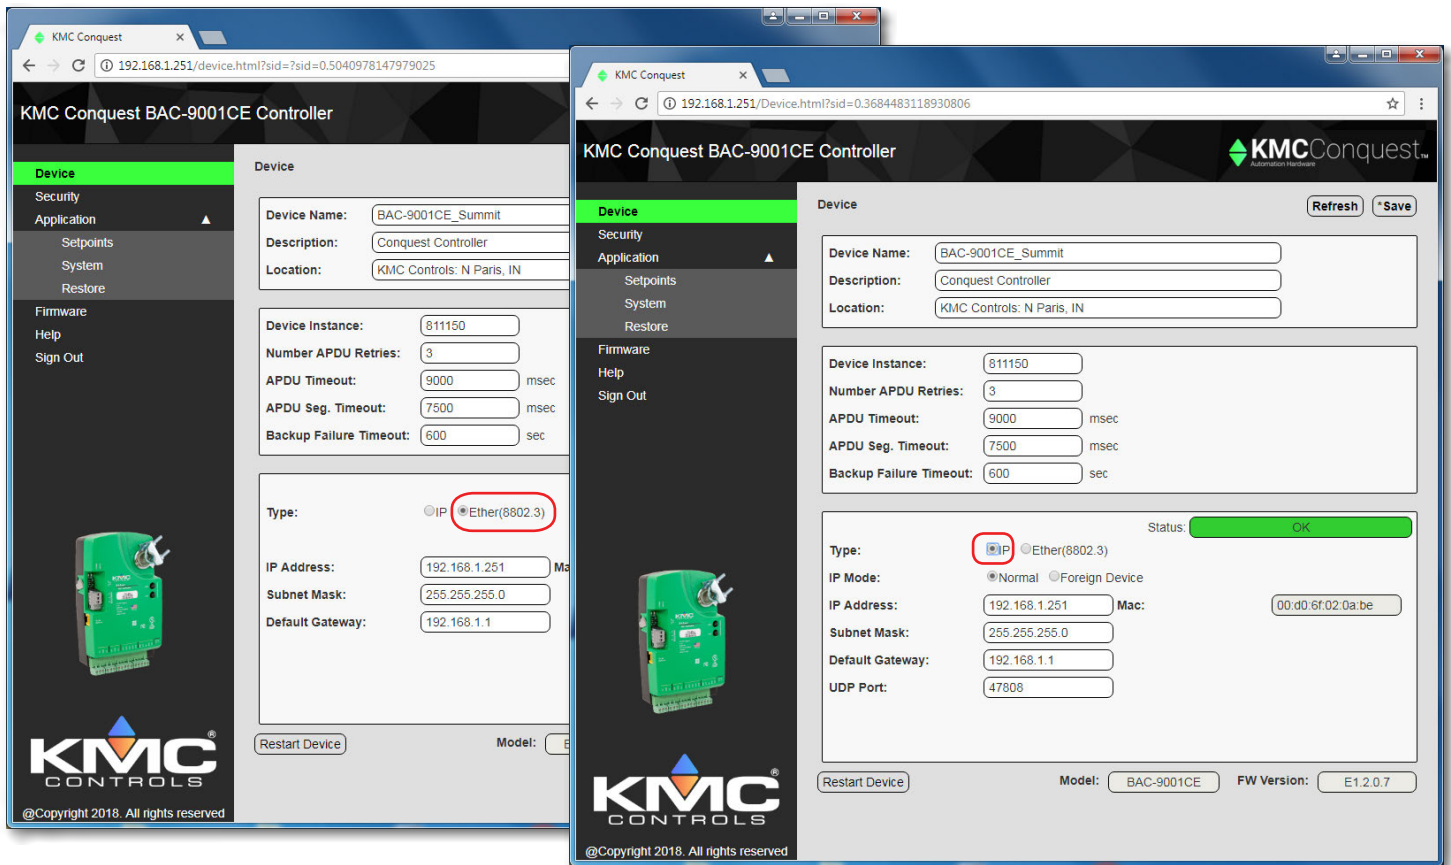 KMC Conquest
192.168.1.251/device.html?sid=?sid=0.5040978147979025
KMC Conquest BAC-9001CE Controller
Device
Security
Application ▲
Setpoints
System
Restore
Firmware
Help
Sign Out
KMC
CONTROLS
®
@Copyright 2018. All rights reserved
Device
Device Name: BAC-9001CE_Summit
Description: Conquest Controller
Location: KMC Controls: N Paris, IN
Device Instance: 811150
Number APDU Retries: 3
APDU Timeout: 9000 msec
APDU Seg. Timeout: 7500 msec
Backup Failure Timeout: 600 sec
Type: IP Ether(8802.3)
IP Address: 192.168.1.251 Ma
Subnet Mask: 255.255.255.0
Default Gateway: 192.168.1.1
Restart Device Model:
KMC Conquest
192.168.1.251/Device.html?sid=0.3684483118930806
KMC Conquest BAC-9001CE Controller
KMCConquest™
Automation Hardware
Device
Security
Application ▲
Setpoints
System
Restore
Firmware
Help
Sign Out
KMC
CONTROLS
®
@Copyright 2018. All rights reserved
Device Refresh *Save
Device Name: BAC-9001CE_Summit
Description: Conquest Controller
Location: KMC Controls: N Paris, IN
Device Instance: 811150
Number APDU Retries: 3
APDU Timeout: 9000 msec
APDU Seg. Timeout: 7500 msec
Backup Failure Timeout: 600 sec
Status: OK
Type: IP Ether(8802.3)
IP Mode: Normal Foreign Device
IP Address: 192.168.1.251 Mac: 00:d0:6f:02:0a:be
Subnet Mask: 255.255.255.0
Default Gateway: 192.168.1.1
UDP Port: 47808
Restart Device Model: BAC-9001CE FW Version: E1.2.0.7